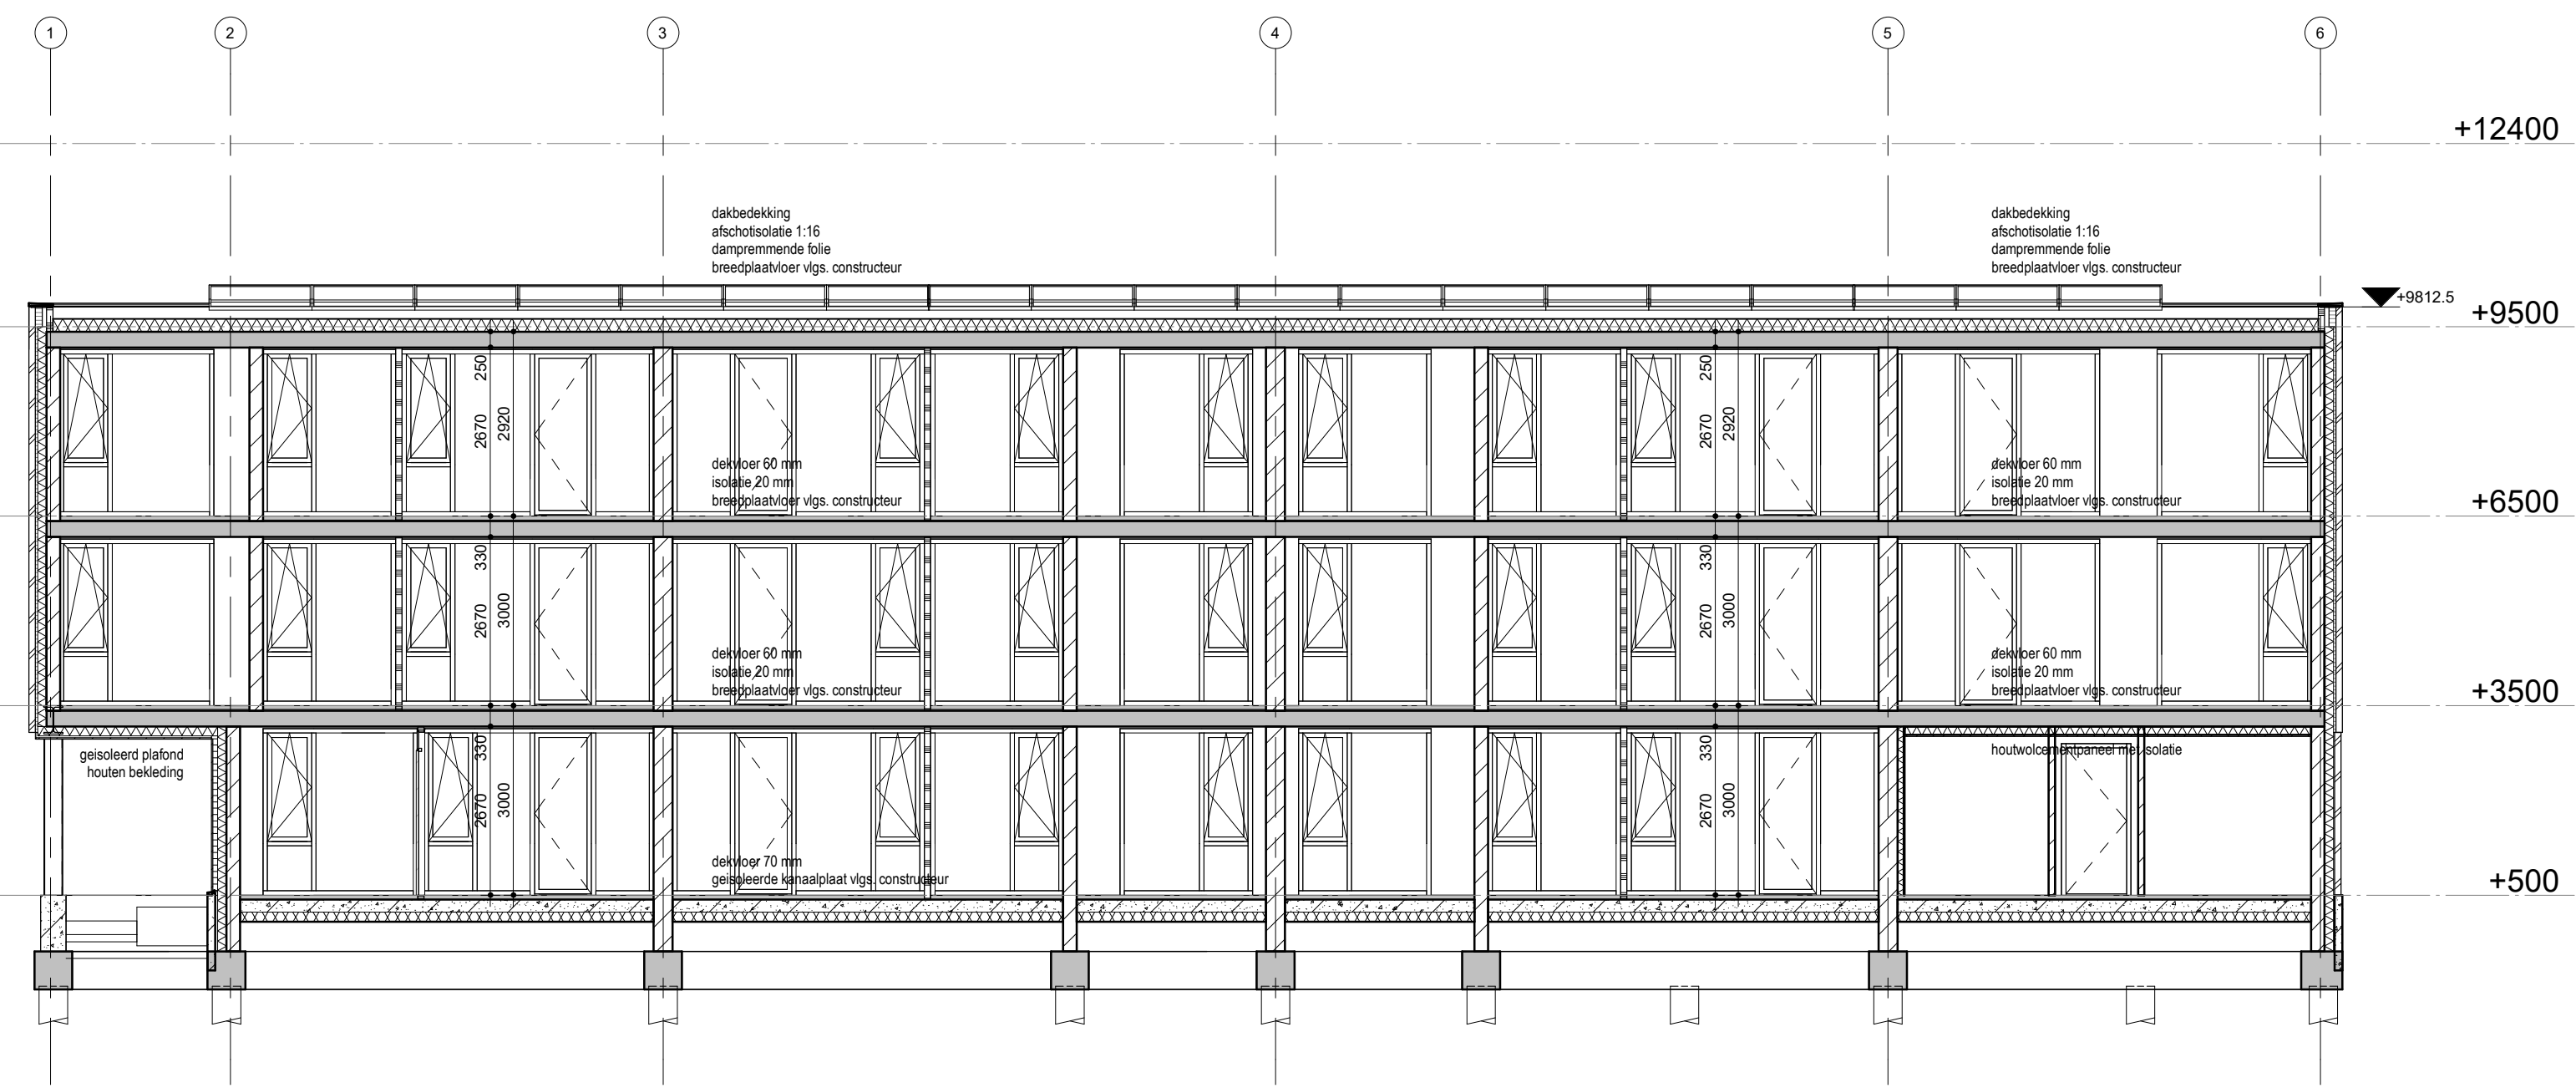 1
2
3
4
5
6
+12400
dakbedekking
afschotisolatie 1:16
dampremmende folie
breedplaatvloer vlgs. constructeur
dakbedekking
afschotisolatie 1:16
dampremmende folie
breedplaatvloer vlgs. constructeur
+9812.5
+9500
250
2670
2920
250
2670
2920
dekvloer 60 mm
isolatie 20 mm
breedplaatvloer vlgs. constructeur
dekvloer 60 mm
isolatie 20 mm
breedplaatvloer vlgs. constructeur
+6500
330
2670
3000
330
2670
3000
dekvloer 60 mm
isolatie 20 mm
breedplaatvloer vlgs. constructeur
dekvloer 60 mm
isolatie 20 mm
breedplaatvloer vlgs. constructeur
+3500
geisoleerd plafond
houten bekleding
330
2670
3000
330
2670
3000
houtwolcementpaneel met isolatie
dekvloer 70 mm
geisoleerde kanaalplaat vlgs. constructeur
+500